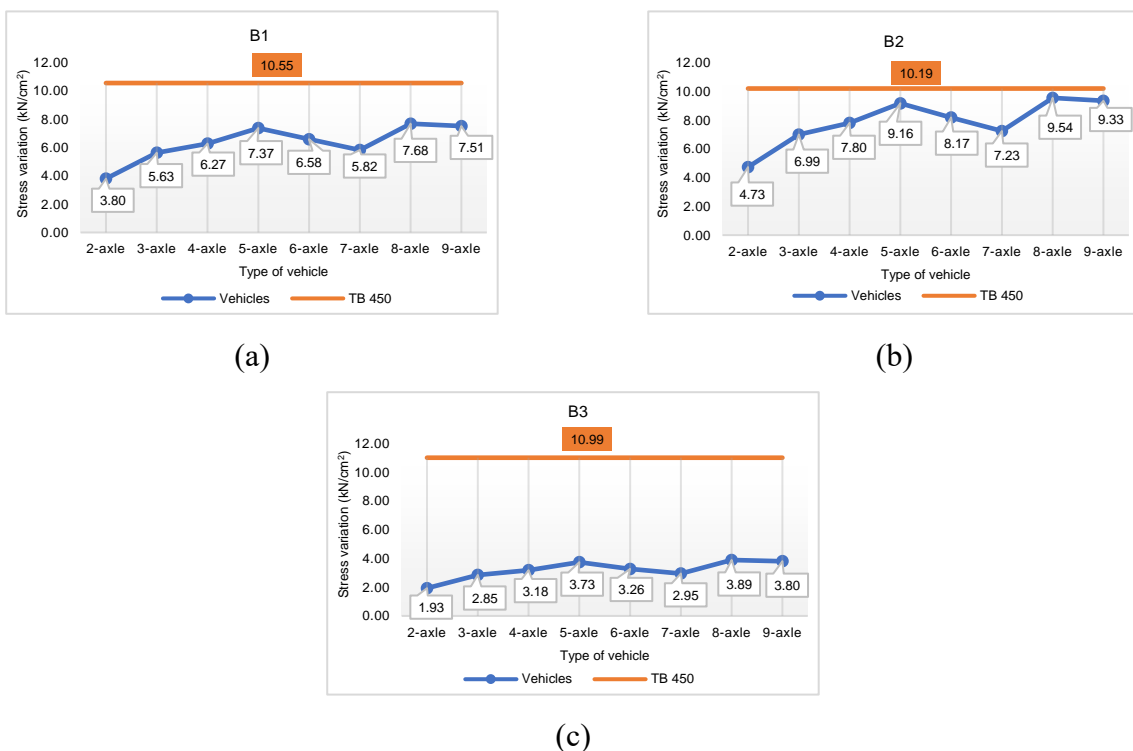 B1
10.55
Stress variation (kN/cm²)
12.00
10.00
8.00
6.00
4.00
2.00
0.00
3.80
5.63
6.27
7.37
6.58
5.82
7.68
7.51
2-axle 3-axle 4-axle 5-axle 6-axle 7-axle 8-axle 9-axle
Type of vehicle
Vehicles TB 450
(a)
B2
10.19
Stress variation (kN/cm²)
12.00
10.00
8.00
6.00
4.00
2.00
0.00
4.73
6.99
7.80
9.16
8.17
7.23
9.54
9.33
2-axle 3-axle 4-axle 5-axle 6-axle 7-axle 8-axle 9-axle
Type of vehicle
Vehicles TB 450
(b)
B3
10.99
Stress variation (kN/cm²)
12.00
10.00
8.00
6.00
4.00
2.00
0.00
1.93
2.85
3.18
3.73
3.26
2.95
3.89
3.80
2-axle 3-axle 4-axle 5-axle 6-axle 7-axle 8-axle 9-axle
Type of vehicle
Vehicles TB 450
(c)